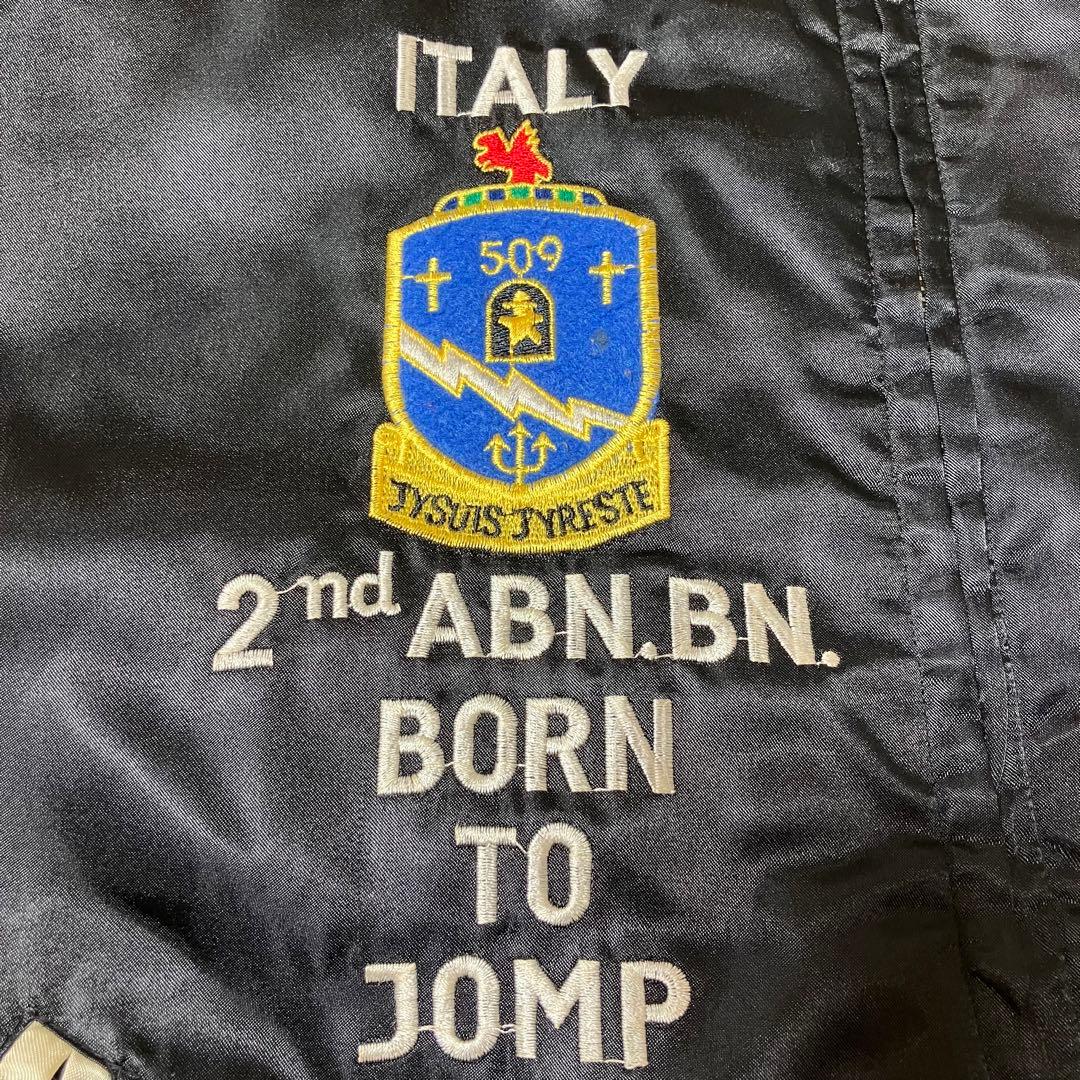 ITALY
509
JYSUIS JYRESTE
2nd ABN.BN.
BORN
TO
JOMP